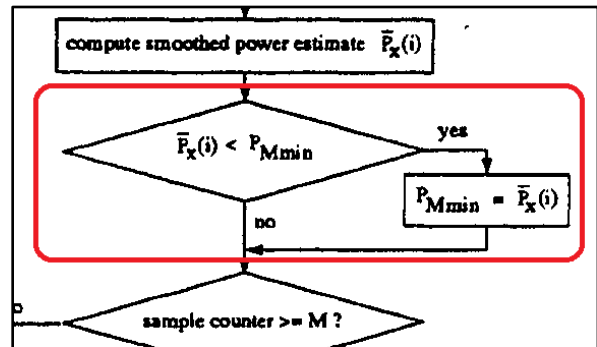 compute smoothed power estimate P̅x(i)
P̅x(i) < PMmin
yes
PMmin = P̅x(i)
no
sample counter >= M ?